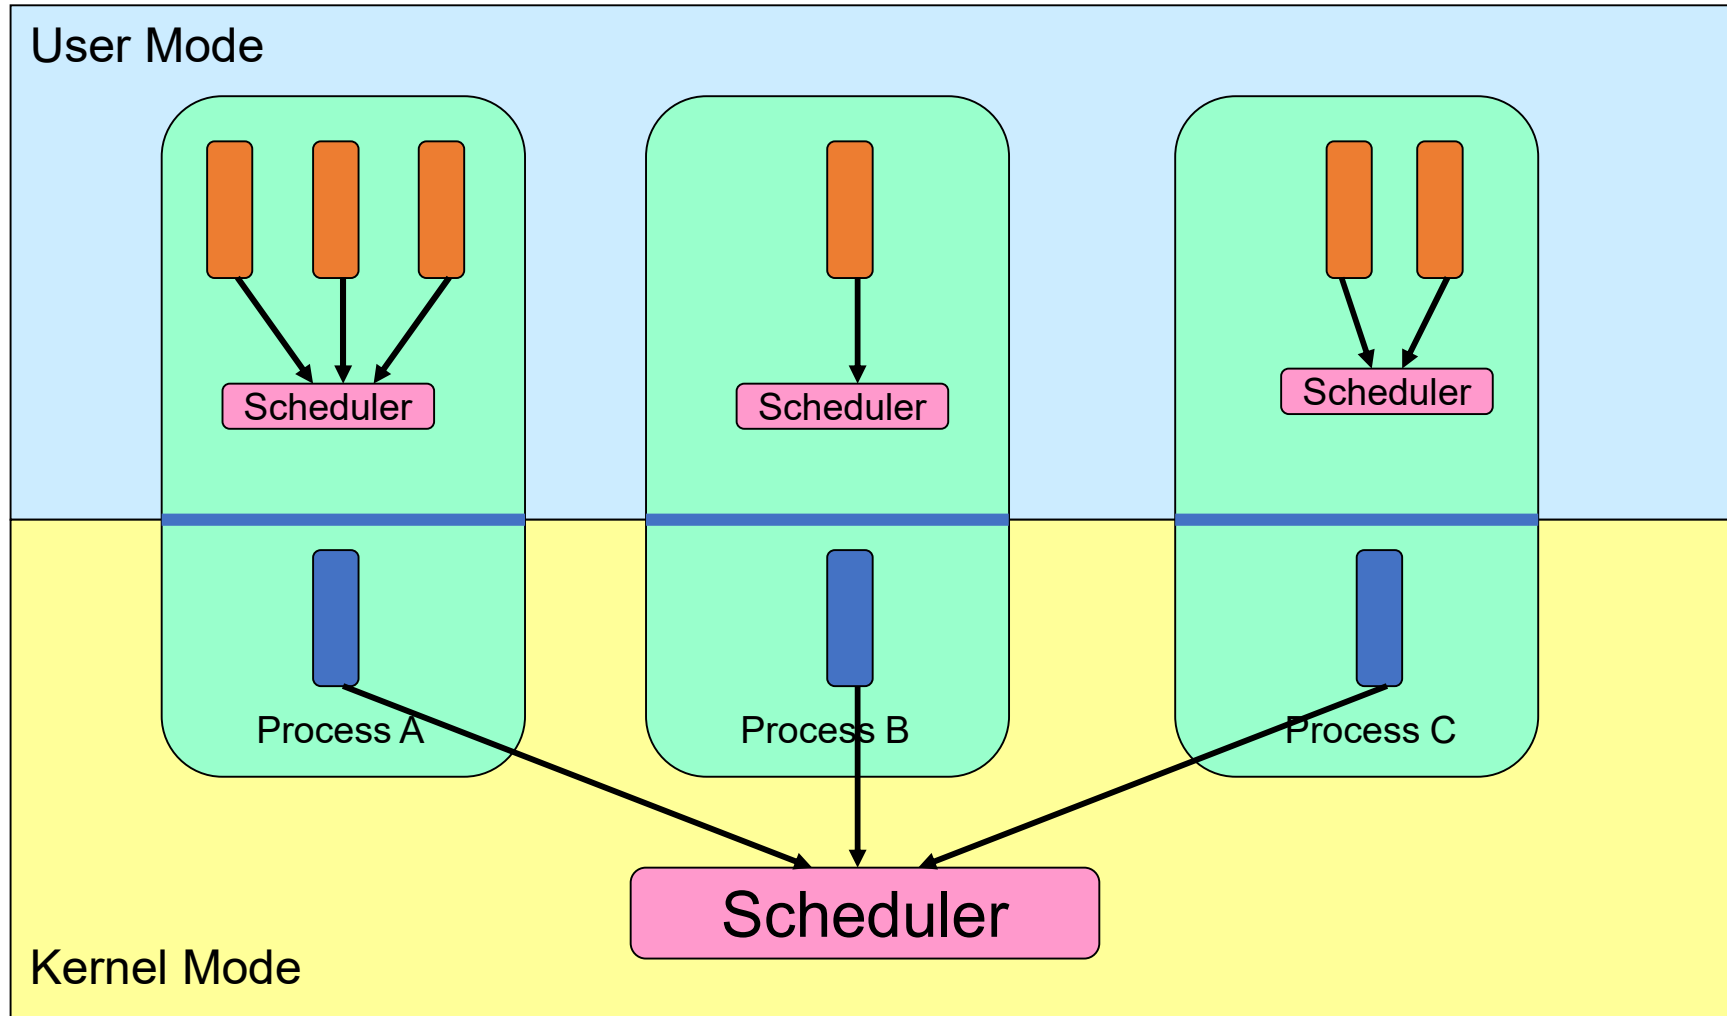 User Mode
Scheduler
Scheduler
Scheduler
Process A
Process B
Process C
Scheduler
Kernel Mode